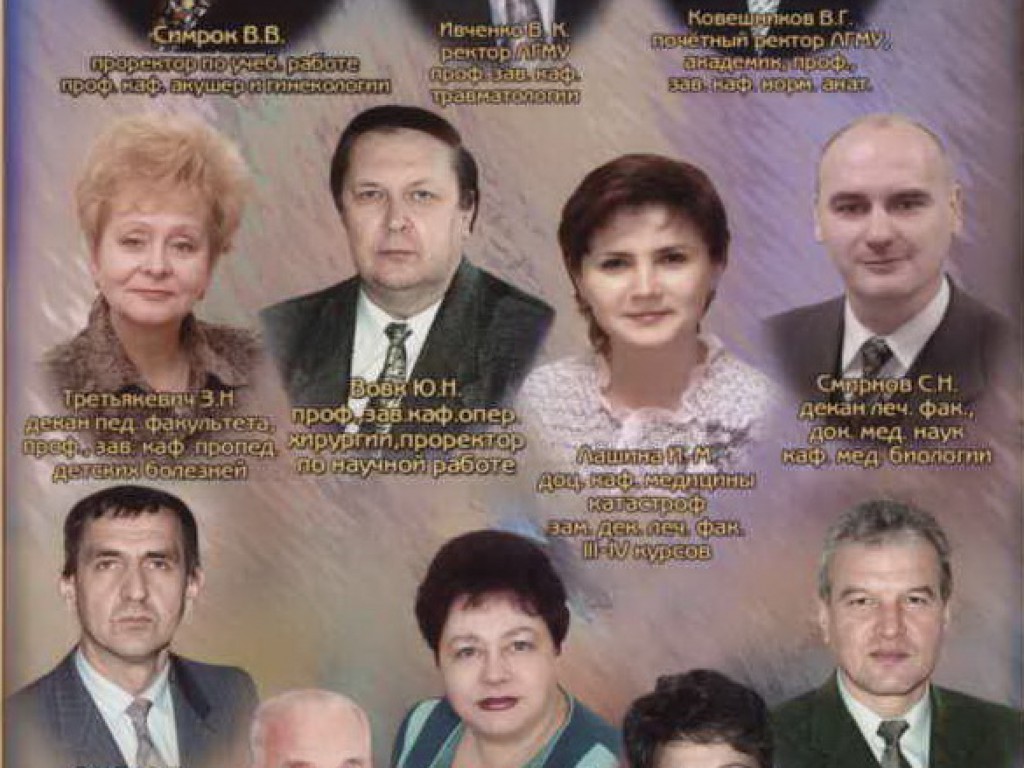 Симрок В.В.
проректор по учеб. работе
проф. каф. акушер и гинекологии
Ивченко В. К.
ректор ЛГМУ
проф. зав. каф.
травматологии
Ковешников В.Г.
почётный ректор ЛГМУ,
академик, проф.,
зав. каф. норм. анат.
Третьякевич З.Н.
декан пед. факультета,
проф., зав. каф. пропед.
детских болезней
Вовк Ю.Н.
проф. зав.каф.опер.
хирургии,проректор
по научной работе
Лашина И. М.
доц. каф. медицины
катастроф
зам. дек. леч. фак.
III-IV курсов
Смирнов С.Н.
декан леч. фак.,
док. мед. наук
каф. мед. биологии